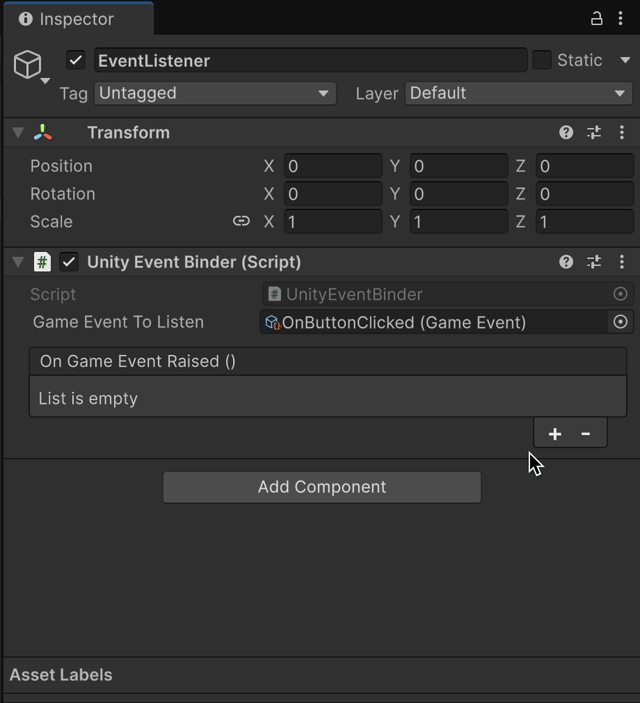 Inspector
EventListener Static
Tag Untagged Layer Default
Transform
Position X 0 Y 0 Z 0
Rotation X 0 Y 0 Z 0
Scale X 1 Y 1 Z 1
# Unity Event Binder (Script)
Script # UnityEventBinder
Game Event To Listen OnButtonClicked (Game Event)
On Game Event Raised ()
List is empty
+ -
Add Component
Asset Labels